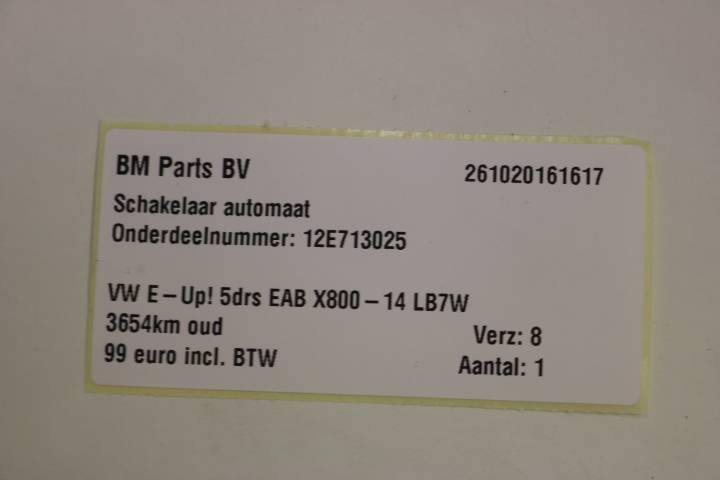 BM Parts BV 261020161617
Schakelaar automaat
Onderdeelnummer: 12E713025
VW E-Up! 5drs EAB X800-14 LB7W
3654km oud Verz: 8
99 euro incl. BTW Aantal: 1